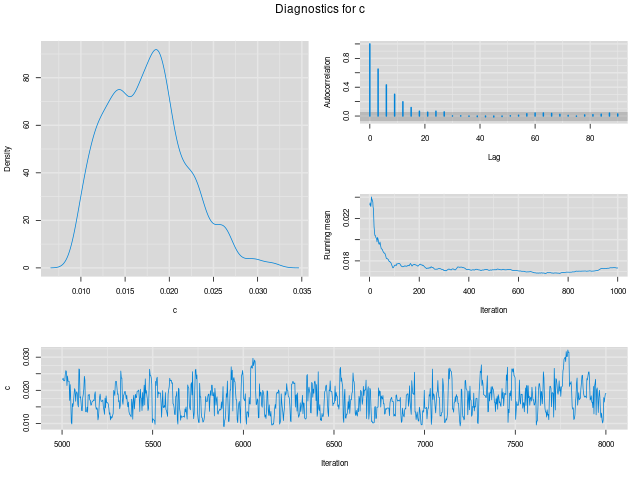 Diagnostics for c
Density
80
60
40
20
0
0.010 0.015 0.020 0.025 0.030 0.035
c
Autocorrelation
0.8
0.4
0.0
0 20 40 60 80
Lag
Running mean
0.022
0.018
0 200 400 600 800 1000
Iteration
c
0.030
0.020
0.010
5000 5500 6000 6500 7000 7500 8000
Iteration